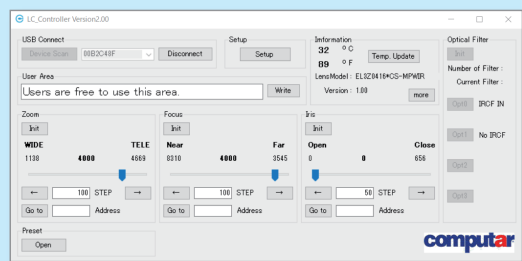 LC_Controller Version2.00
USB Connect
Device Scan 00B2C48F Disconnect
Setup
Setup
Imformation
32 °C
89 °F
Temp. Update
LensModel : EL3Z0416*CS-MPWIR
Version : 1.00
more
Optical Filter
Init
Number of Filter :
Current Filter :
Opt0 IRCF IN
Opt1 No IRCF
Opt2
Opt3
User Area
Users are free to use this area.
Write
Zoom
Init
WIDE TELE
1138 4000 4669
← 100 STEP →
Go to Address
Focus
Init
Near Far
8310 4000 3545
← 100 STEP →
Go to Address
Iris
Init
Open Close
0 0 656
← 50 STEP →
Go to Address
Preset
Open
computar